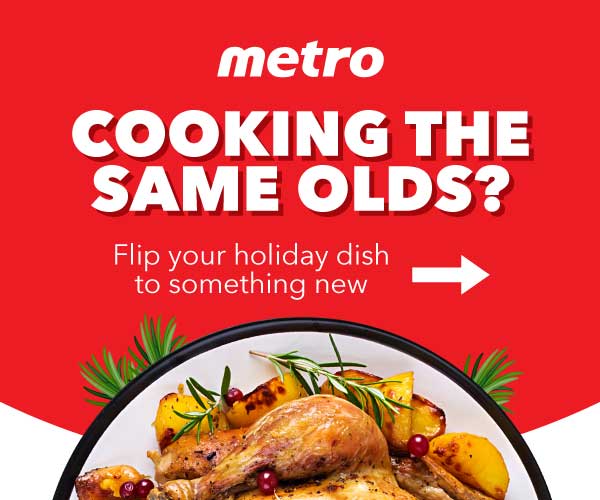 metro
COOKING THE
SAME OLDS?
Flip your holiday dish
to something new